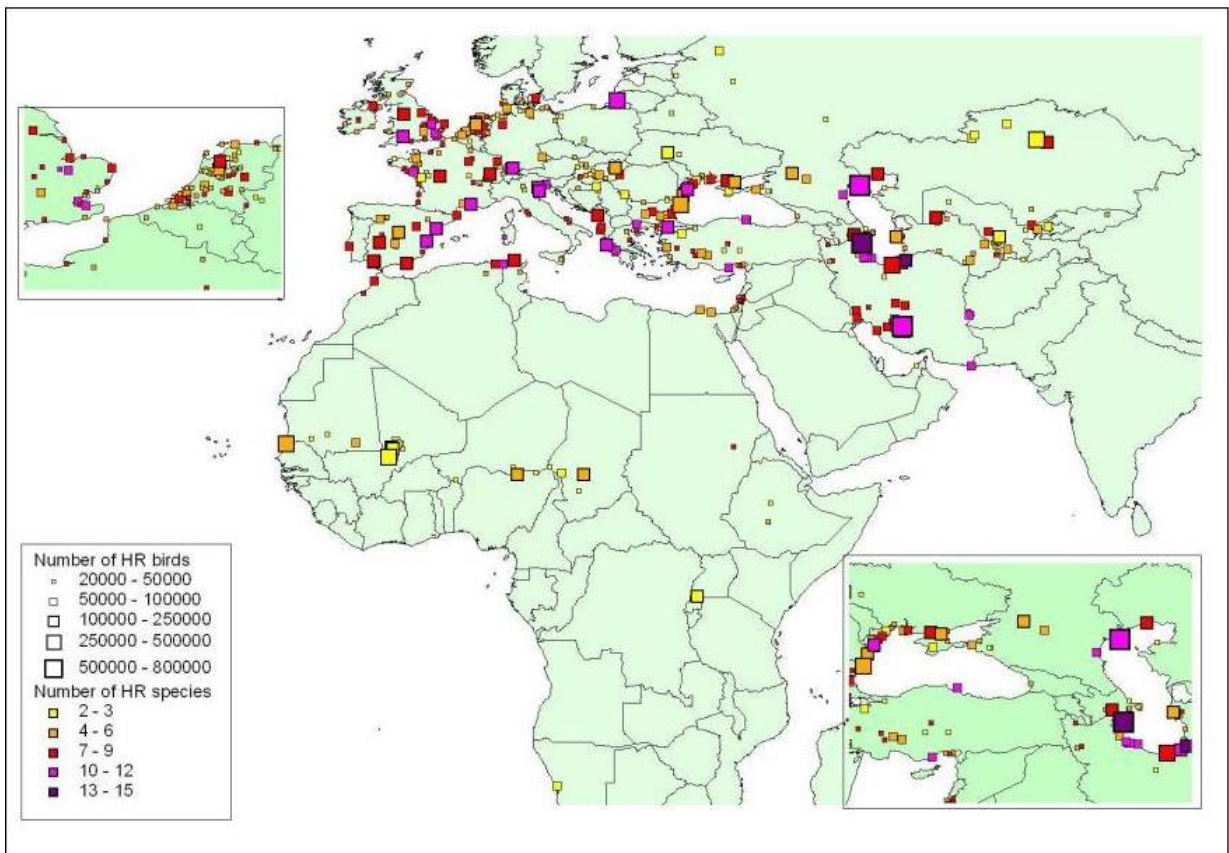 Number of HR birds
20000 - 50000
50000 - 100000
100000 - 250000
250000 - 500000
500000 - 800000
Number of HR species
2 - 3
4 - 6
7 - 9
10 - 12
13 - 15